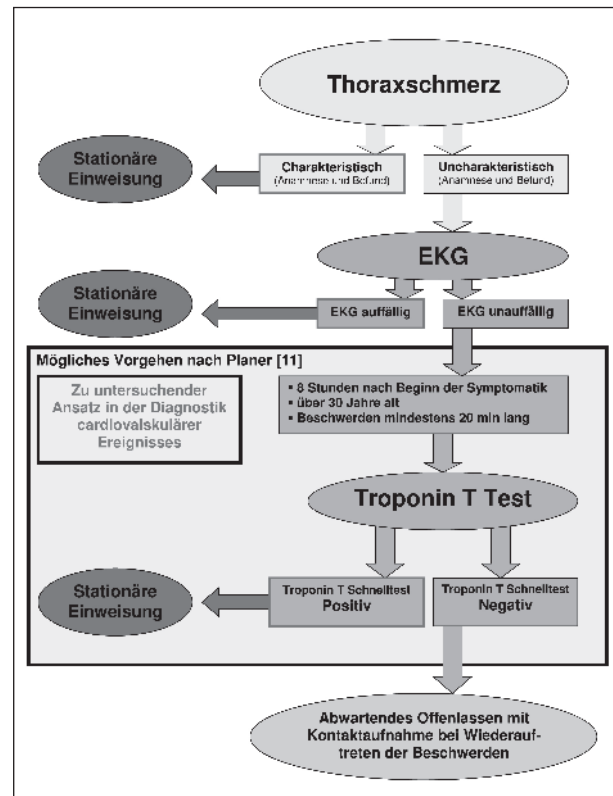 Thoraxschmerz
Stationäre
Einweisung
Charakteristisch
(Anamnese und Befund)
Uncharakteristisch
(Anamnese und Befund)
EKG
Stationäre
Einweisung
EKG auffällig
EKG unauffällig
Mögliches Vorgehen nach Planer [11]
Zu untersuchender
Ansatz in der Diagnostik
cardiovalskulärer
Ereignisses
▪ 8 Stunden nach Beginn der Symptomatik
▪ über 30 Jahre alt
▪ Beschwerden mindestens 20 min lang
Troponin T Test
Stationäre
Einweisung
Troponin T Schnelltest
Positiv
Troponin T Schnelltest
Negativ
Abwartendes Offenlassen mit
Kontaktaufnahme bei Wiederauf-
treten der Beschwerden